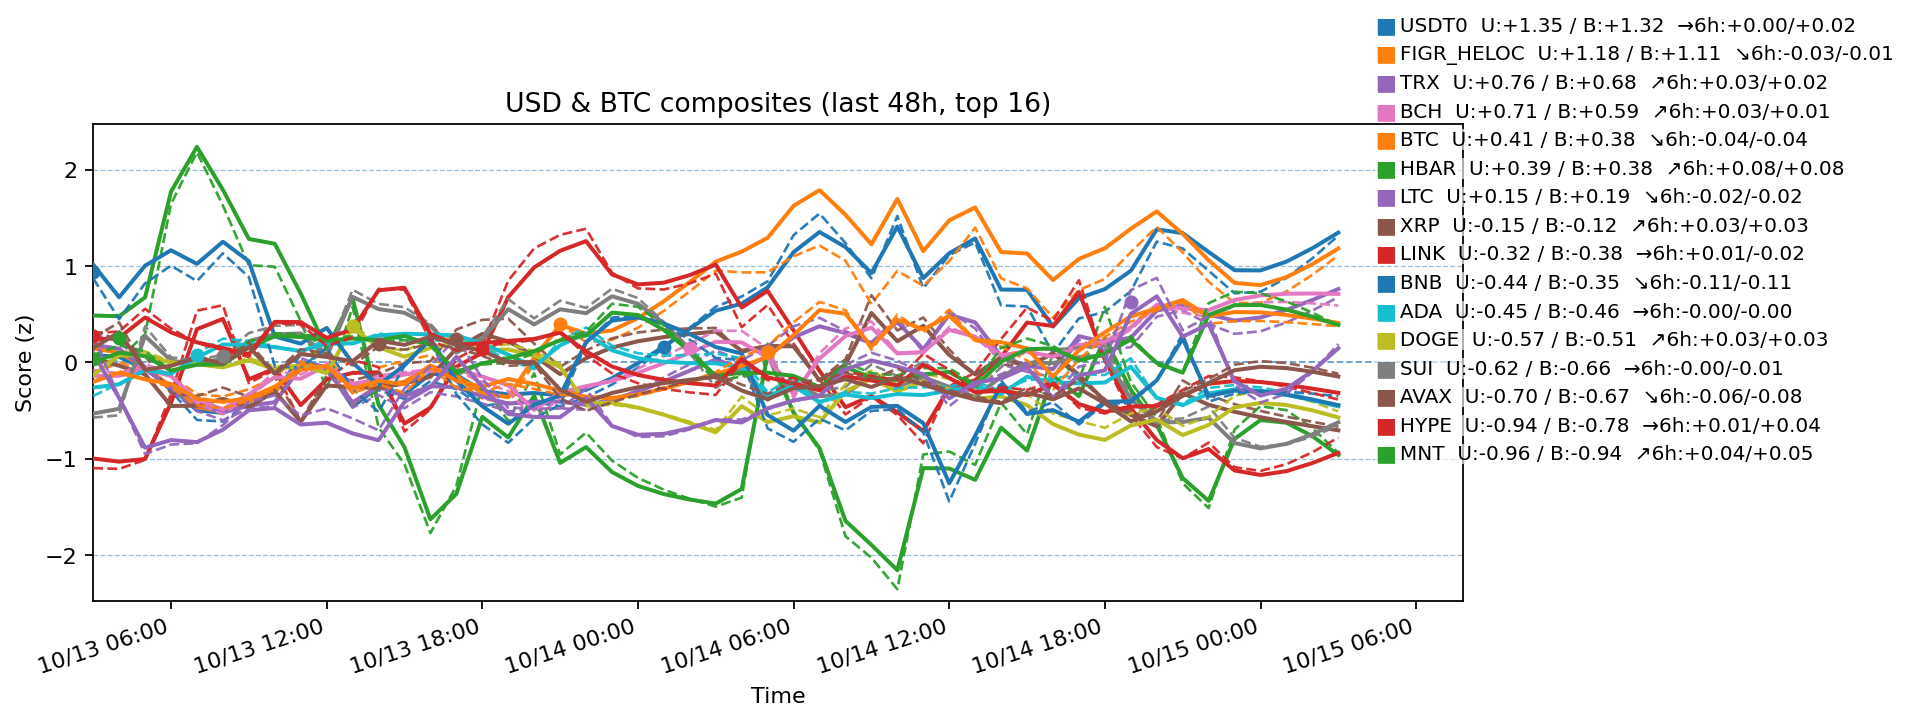 USD & BTC composites (last 48h, top 16)
USDT0 U:+1.35 / B:+1.32 →6h:+0.00/+0.02
FIGR_HELOC U:+1.18 / B:+1.11 ↘6h:-0.03/-0.01
TRX U:+0.76 / B:+0.68 ↗6h:+0.03/+0.02
BCH U:+0.71 / B:+0.59 ↗6h:+0.03/+0.01
BTC U:+0.41 / B:+0.38 ↘6h:-0.04/-0.04
HBAR U:+0.39 / B:+0.38 ↗6h:+0.08/+0.08
LTC U:+0.15 / B:+0.19 ↘6h:-0.02/-0.02
XRP U:-0.15 / B:-0.12 ↗6h:+0.03/+0.03
LINK U:-0.32 / B:-0.38 →6h:+0.01/-0.02
BNB U:-0.44 / B:-0.35 ↘6h:-0.11/-0.11
ADA U:-0.45 / B:-0.46 →6h:-0.00/-0.00
DOGE U:-0.57 / B:-0.51 ↗6h:+0.03/+0.03
SUI U:-0.62 / B:-0.66 →6h:-0.00/-0.01
AVAX U:-0.70 / B:-0.67 ↘6h:-0.06/-0.08
HYPE U:-0.94 / B:-0.78 →6h:+0.01/+0.04
MNT U:-0.96 / B:-0.94 ↗6h:+0.04/+0.05
Score (z)
2
1
0
−1
−2
10/13 06:00
10/13 12:00
10/13 18:00
10/14 00:00
10/14 06:00
10/14 12:00
10/14 18:00
10/15 00:00
10/15 06:00
Time